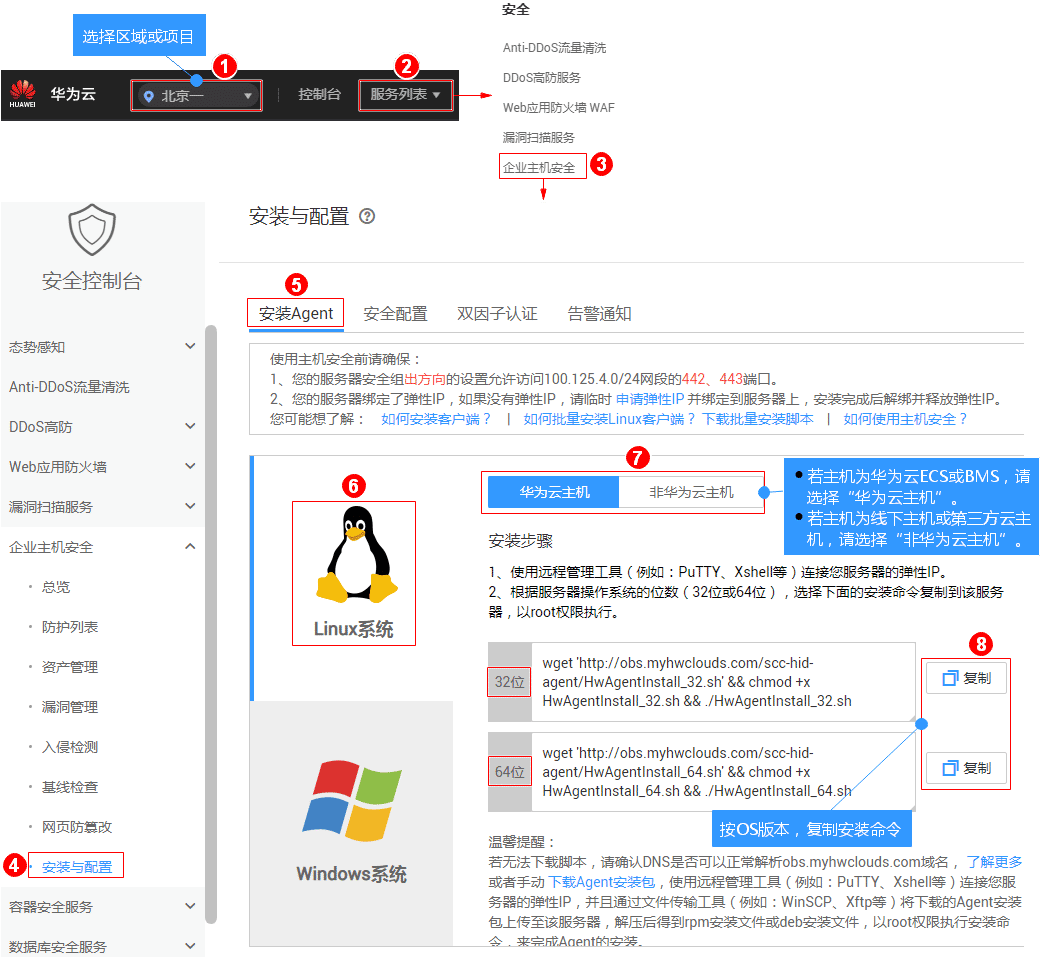 安全
选择区域或项目
Anti-DDoS流量清洗
DDoS高防服务
Web应用防火墙 WAF
漏洞扫描服务
企业主机安全
3
1
2
HUAWEI
华为云
北京一
控制台
服务列表
安全控制台
态势感知
Anti-DDoS流量清洗
DDoS高防
Web应用防火墙
漏洞扫描服务
企业主机安全
· 总览
· 防护列表
· 资产管理
· 漏洞管理
· 入侵检测
· 基线检查
· 网页防篡改
4
· 安装与配置
容器安全服务
数据库安全服务
安装与配置 ?
5
安装Agent
安全配置
双因子认证
告警通知
使用主机安全前请确保：
1、您的服务器安全组出方向的设置允许访问100.125.4.0/24网段的442、443端口。
2、您的服务器绑定了弹性IP，如果没有弹性IP，请临时 申请弹性IP 并绑定到服务器上，安装完成后解绑并释放弹性IP。
您可能想了解： 如何安装客户端？ | 如何批量安装Linux客户端？下载批量安装脚本 | 如何使用主机安全？
6
Linux系统
Windows系统
7
华为云主机
非华为云主机
● 若主机为华为云ECS或BMS，请
选择“华为云主机”。
● 若主机为线下主机或第三方云主
机，请选择“非华为云主机”。
安装步骤
1、使用远程管理工具（例如：PuTTY、Xshell等）连接您服务器的弹性IP。
2、根据服务器操作系统的位数（32位或64位），选择下面的安装命令复制到该服务
器，以root权限执行。
8
32位
wget 'http://obs.myhwclouds.com/scc-hid-
agent/HwAgentInstall_32.sh' && chmod +x
HwAgentInstall_32.sh && ./HwAgentInstall_32.sh
复制
64位
wget 'http://obs.myhwclouds.com/scc-hid-
agent/HwAgentInstall_64.sh' && chmod +x
HwAgentInstall_64.sh && ./HwAgentInstall_64.sh
复制
按OS版本，复制安装命令
温馨提醒：
若无法下载脚本，请确认DNS是否可以正常解析obs.myhwclouds.com域名， 了解更多
或者手动 下载Agent安装包，使用远程管理工具（例如：PuTTY、Xshell等）连接您服
务器的弹性IP，并且通过文件传输工具（例如：WinSCP、Xftp等）将下载的Agent安装
包上传至该服务器，解压后得到rpm安装文件或deb安装文件，以root权限执行安装命
令，来完成Agent的安装。